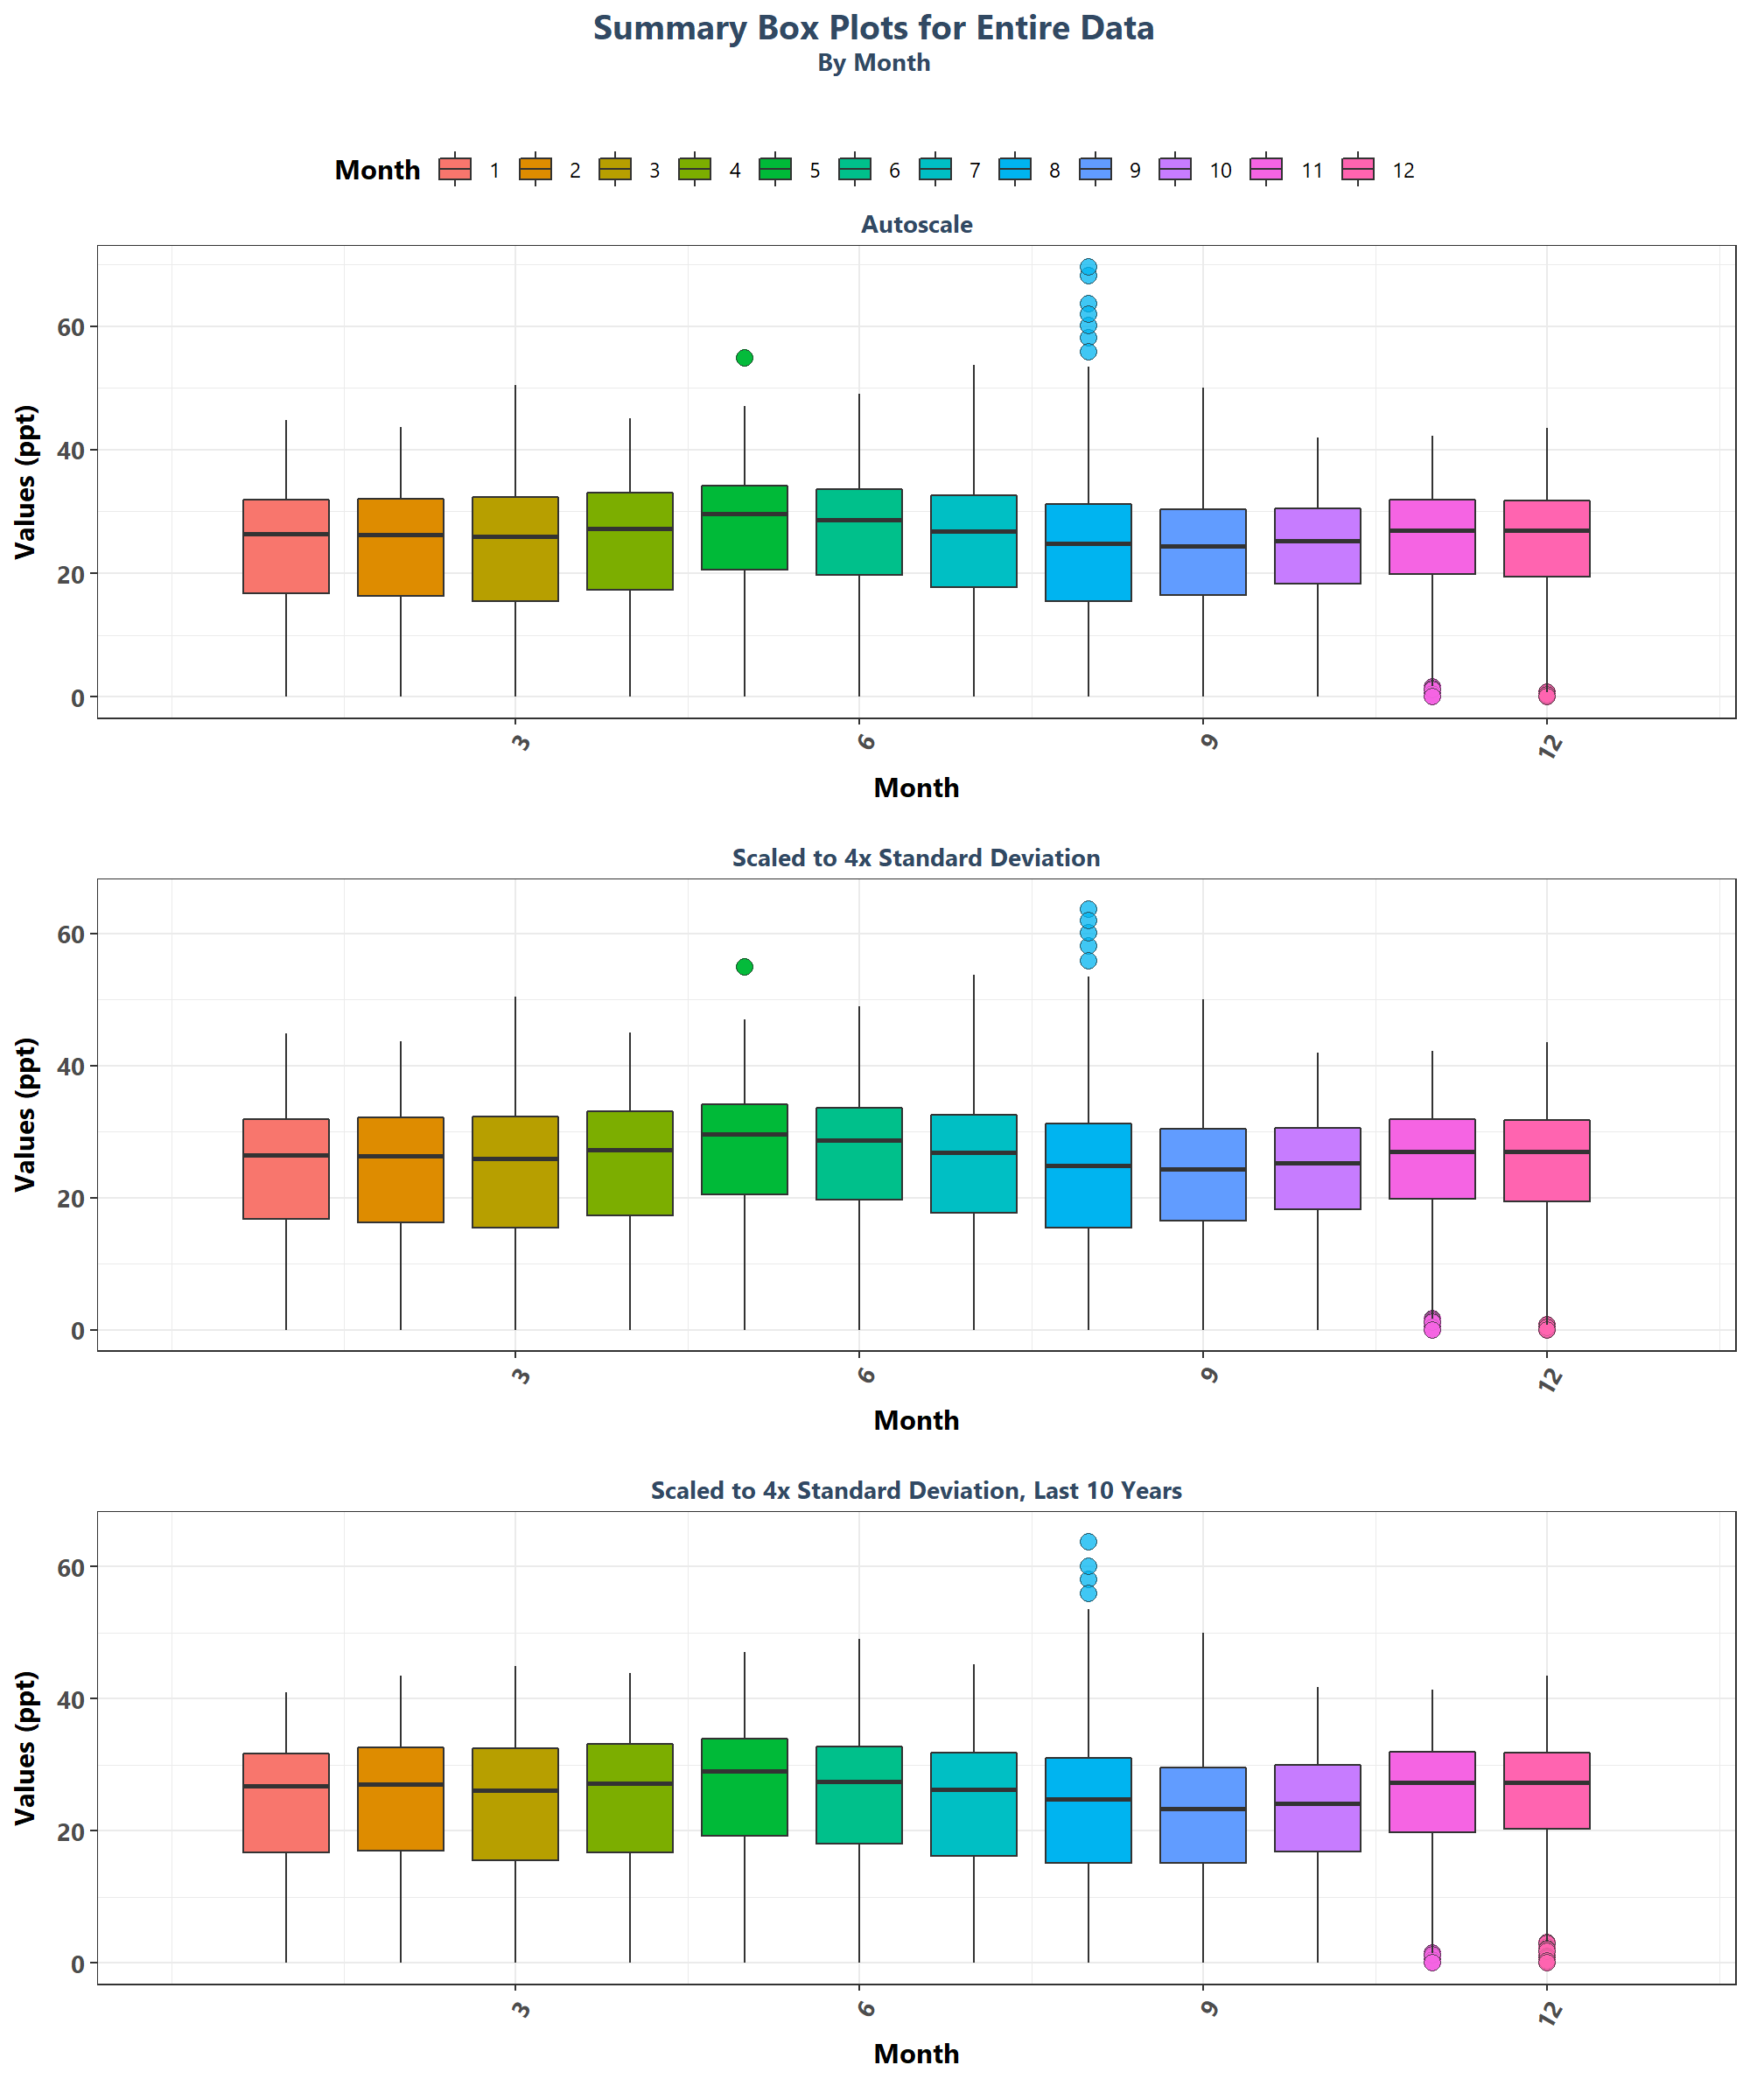 Summary Box Plots for Entire Data
By Month
Month 1 2 3 4 5 6 7 8 9 10 11 12
Autoscale
Values (ppt)
60
40
20
0
3 6 9 12
Month
Scaled to 4x Standard Deviation
Values (ppt)
60
40
20
0
3 6 9 12
Month
Scaled to 4x Standard Deviation, Last 10 Years
Values (ppt)
60
40
20
0
3 6 9 12
Month